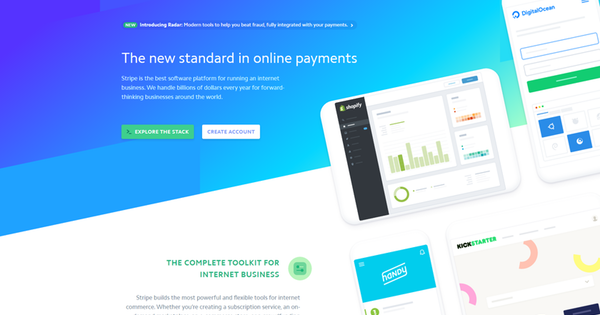 NEW Introducing Radar: Modern tools to help you beat fraud, fully integrated with your payments.
The new standard in online payments
Stripe is the best software platform for running an internet
business. We handle billions of dollars every year for forward-
thinking businesses around the world.
EXPLORE THE STACK
CREATE ACCOUNT
DigitalOcean
shopify
THE COMPLETE TOOLKIT FOR
INTERNET BUSINESS
Stripe builds the most powerful and flexible tools for internet
commerce. Whether you're creating a subscription service, an on-
handy
KICKSTARTER